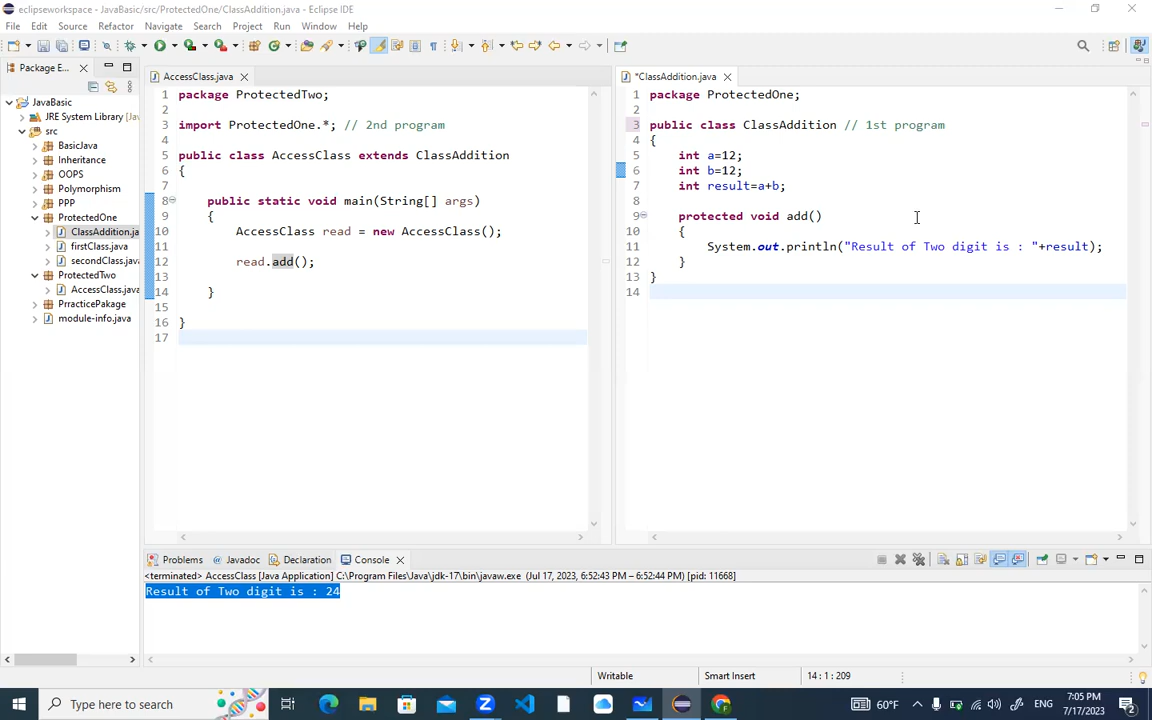 eclipseworkspace - JavaBasic/src/ProtectedOne/ClassAddition.java - Eclipse IDE
File Edit Source Refactor Navigate Search Project Run Window Help
Package E...
JavaBasic
JRE System Library [Java
src
BasicJava
Inheritance
OOPS
Polymorphism
PPP
ProtectedOne
ClassAddition.ja
firstClass.java
secondClass.java
ProtectedTwo
AccessClass.java
PrracticePakage
module-info.java
AccessClass.java
1 package ProtectedTwo;
2
3 import ProtectedOne.*; // 2nd program
4
5 public class AccessClass extends ClassAddition
6 {
7
8 public static void main(String[] args)
9 {
10 AccessClass read = new AccessClass();
11
12 read.add();
13
14 }
15
16 }
17
*ClassAddition.java
1 package ProtectedOne;
2
3 public class ClassAddition // 1st program
4 {
5 int a=12;
6 int b=12;
7 int result=a+b;
8
9 protected void add()
10 {
11 System.out.println("Result of Two digit is : "+result);
12 }
13 }
14
Problems Javadoc Declaration Console
<terminated> AccessClass [Java Application] C:\Program Files\Java\jdk-17\bin\javaw.exe (Jul 17, 2023, 6:52:43 PM – 6:52:44 PM) [pid: 11668]
Result of Two digit is : 24
Writable Smart Insert 14 : 1 : 209
Type here to search
60°F
ENG
7:05 PM
7/17/2023
2